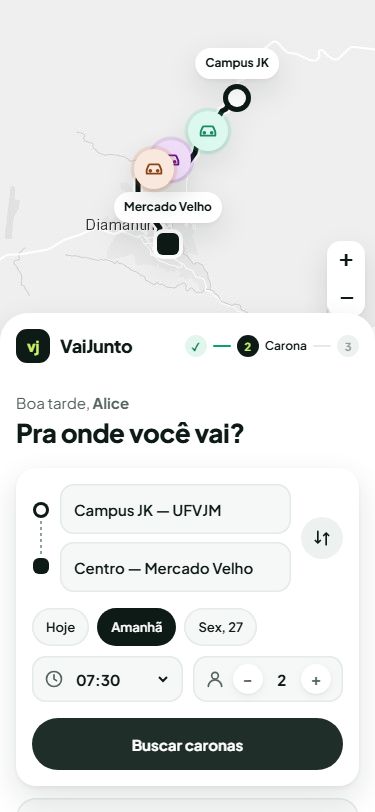 Campus JK
Mercado Velho
+
−
vj VaiJunto ✓ 2 Carona 3
Boa tarde, Alice
Pra onde você vai?
Campus JK — UFVJM
Centro — Mercado Velho
Hoje Amanhã Sex, 27
07:30 − 2 +
Buscar caronas